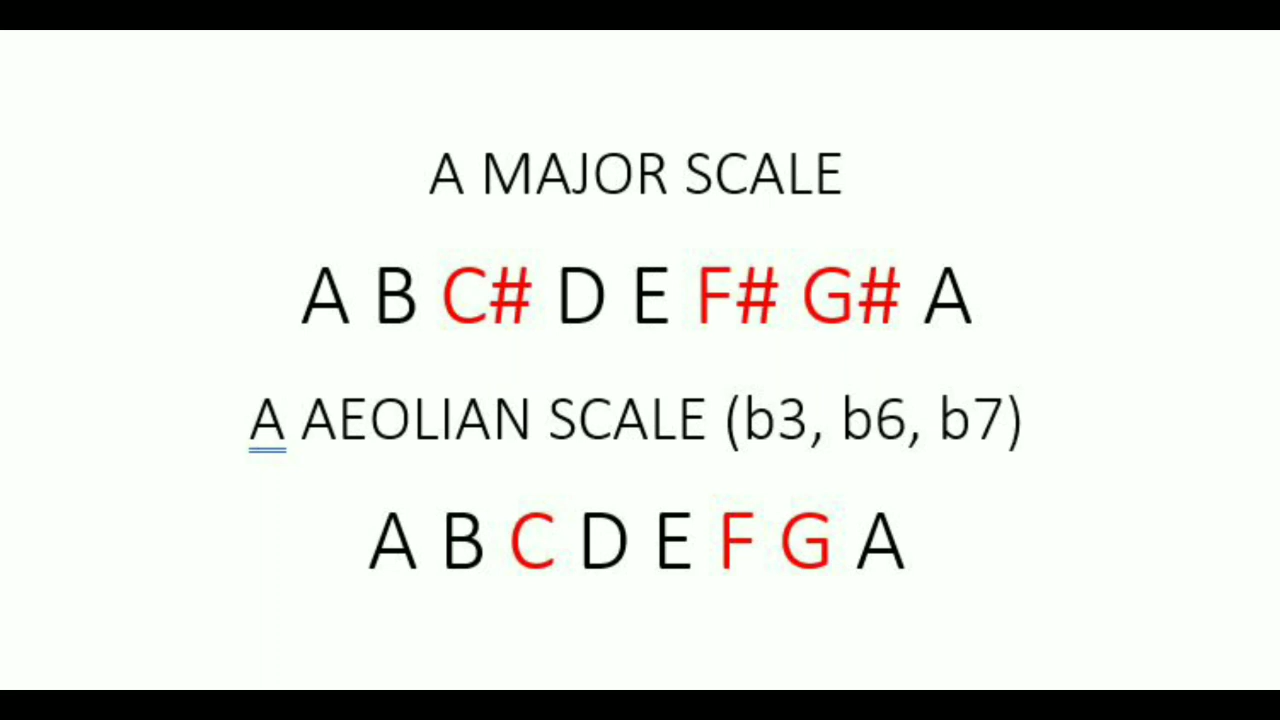 A MAJOR SCALE
A B C# D E F# G# A
A AEOLIAN SCALE (b3, b6, b7)
A B C D E F G A